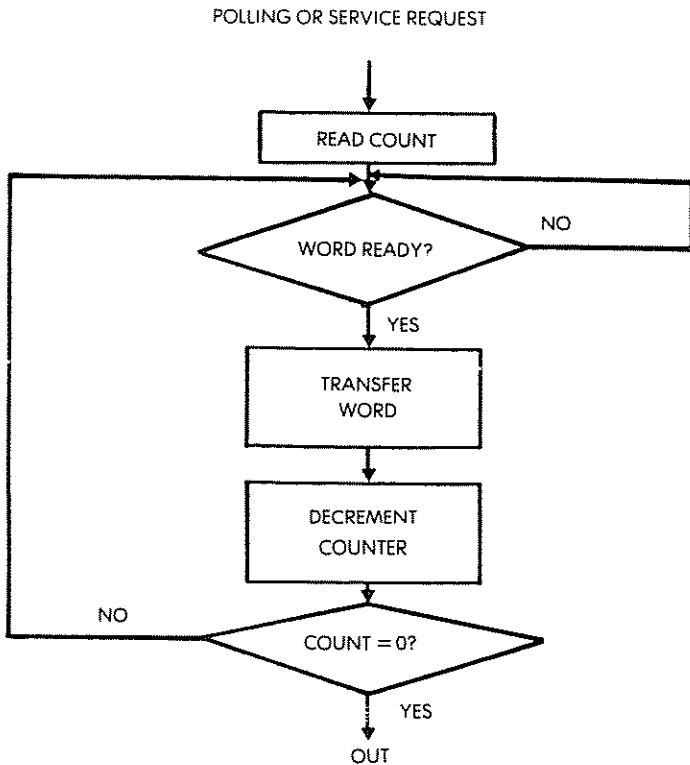 POLLING OR SERVICE REQUEST
READ COUNT
WORD READY?
NO
YES
TRANSFER
WORD
DECREMENT
COUNTER
NO
COUNT = 0?
YES
OUT